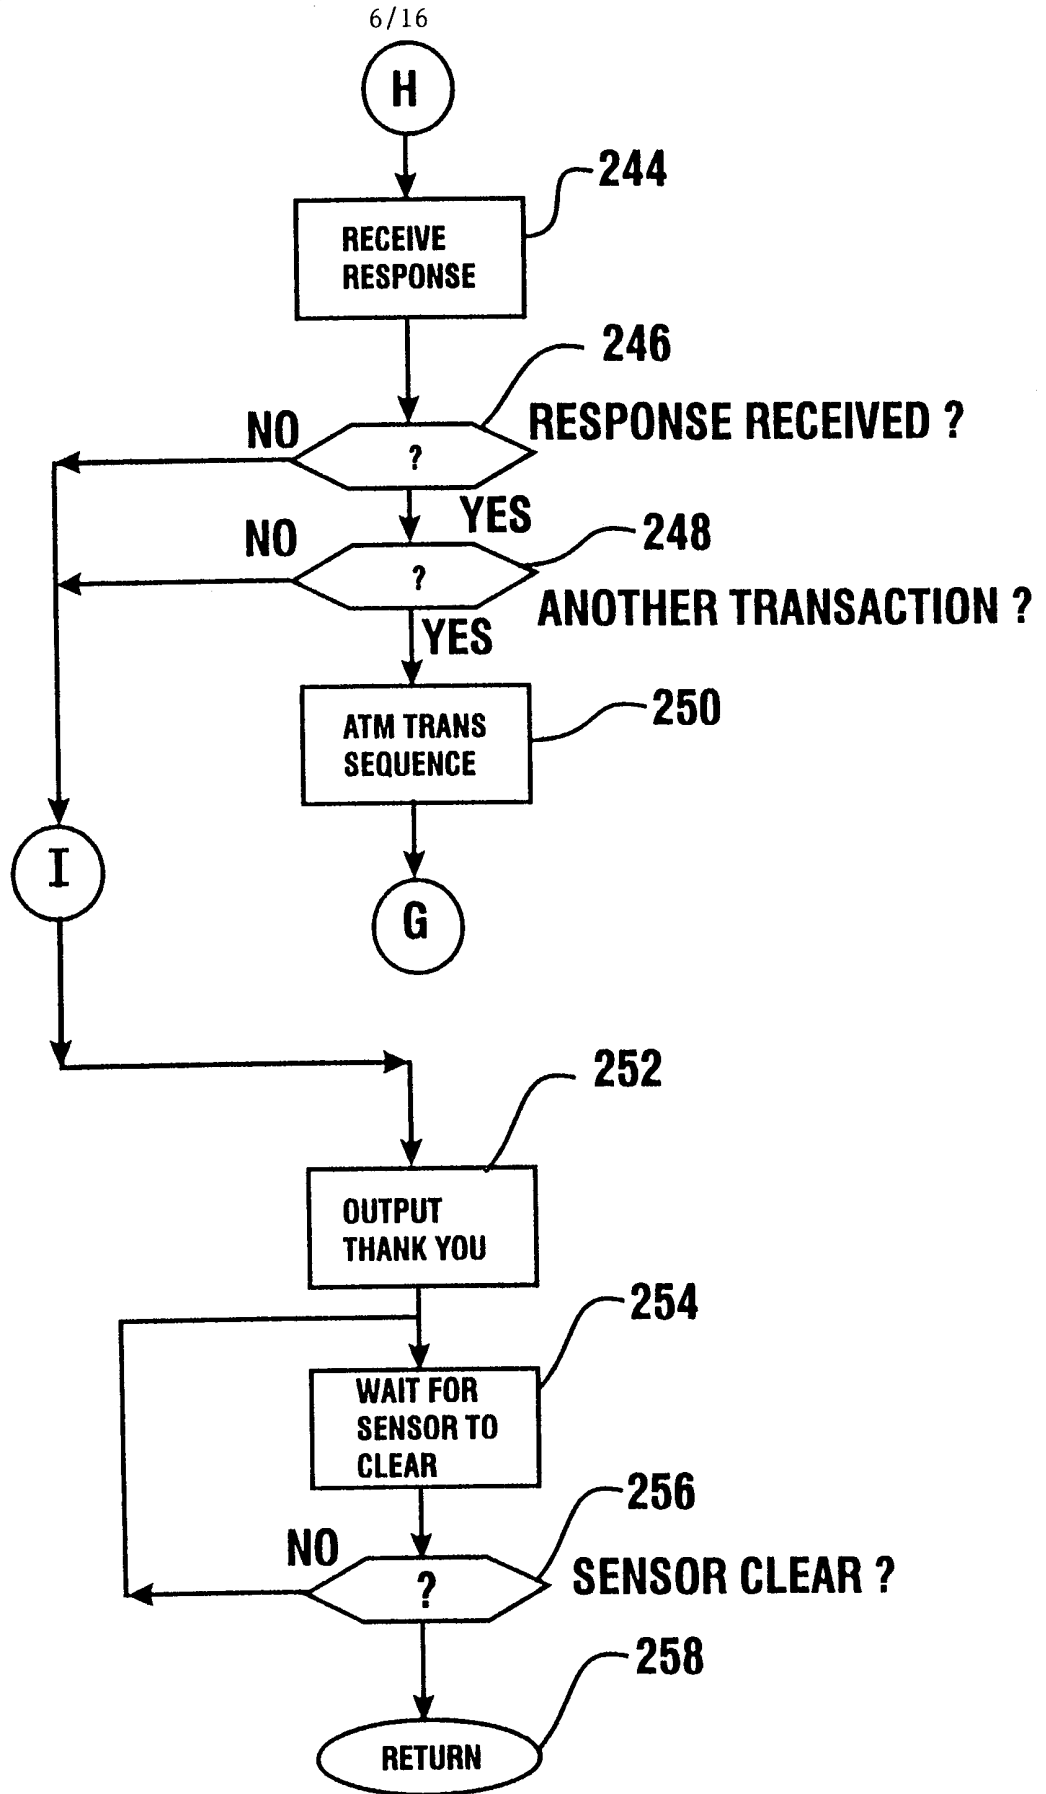 6/16
H
244
RECEIVE
RESPONSE
246
RESPONSE RECEIVED ?
NO
?
YES
248
NO
?
ANOTHER TRANSACTION ?
YES
250
ATM TRANS
SEQUENCE
I
G
252
OUTPUT
THANK YOU
254
WAIT FOR
SENSOR TO
CLEAR
256
NO
?
SENSOR CLEAR ?
258
RETURN